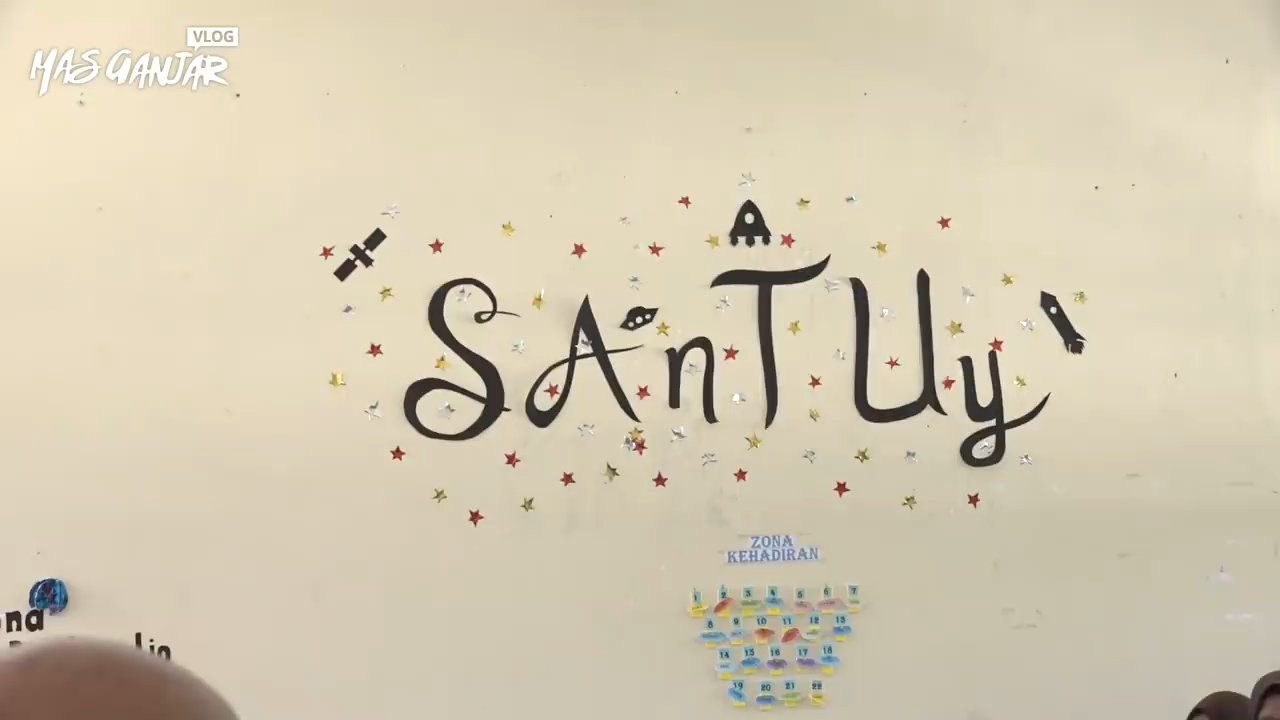 VLOG
MAS GANJAR
SAnTUy
ZONA
KEHADIRAN
1 2 3 4 5 6 7
8 9 10 11 12 13
14 15 16 17 18
19 20 21 22